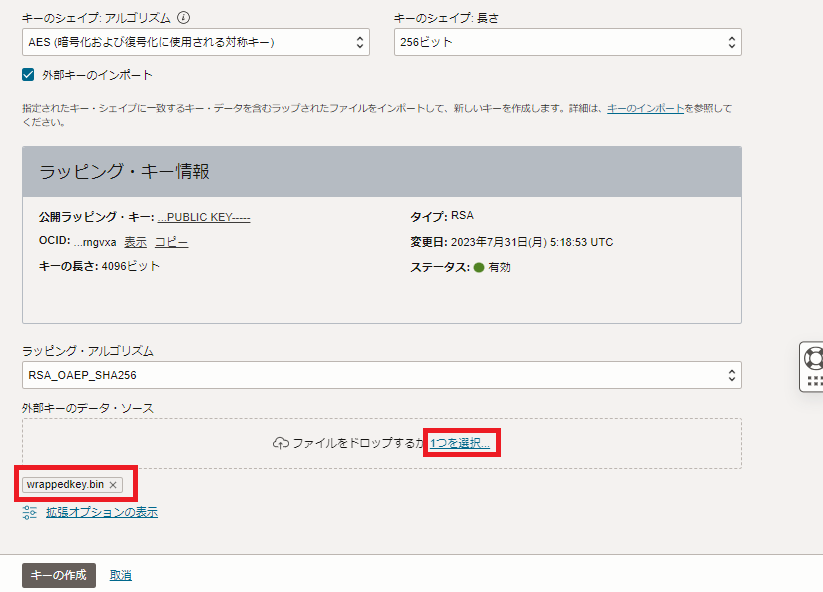 キーのシェイプ: アルゴリズム
キーのシェイプ: 長さ
AES (暗号化および復号化に使用される対称キー)
256ビット
外部キーのインポート
指定されたキー・シェイプに一致するキー・データを含むラップされたファイルをインポートして、新しいキーを作成します。詳細は、キーのインポートを参照して
ください。
ラッピング・キー情報
公開ラッピング・キー: ...PUBLIC KEY-----
タイプ: RSA
OCID: ...rngvxa 表示 コピー
変更日: 2023年7月31日(月) 5:18:53 UTC
キーの長さ: 4096ビット
ステータス: 有効
ラッピング・アルゴリズム
RSA_OAEP_SHA256
外部キーのデータ・ソース
ファイルをドロップするか 1つを選択...
wrappedkey.bin ×
拡張オプションの表示
キーの作成 取消